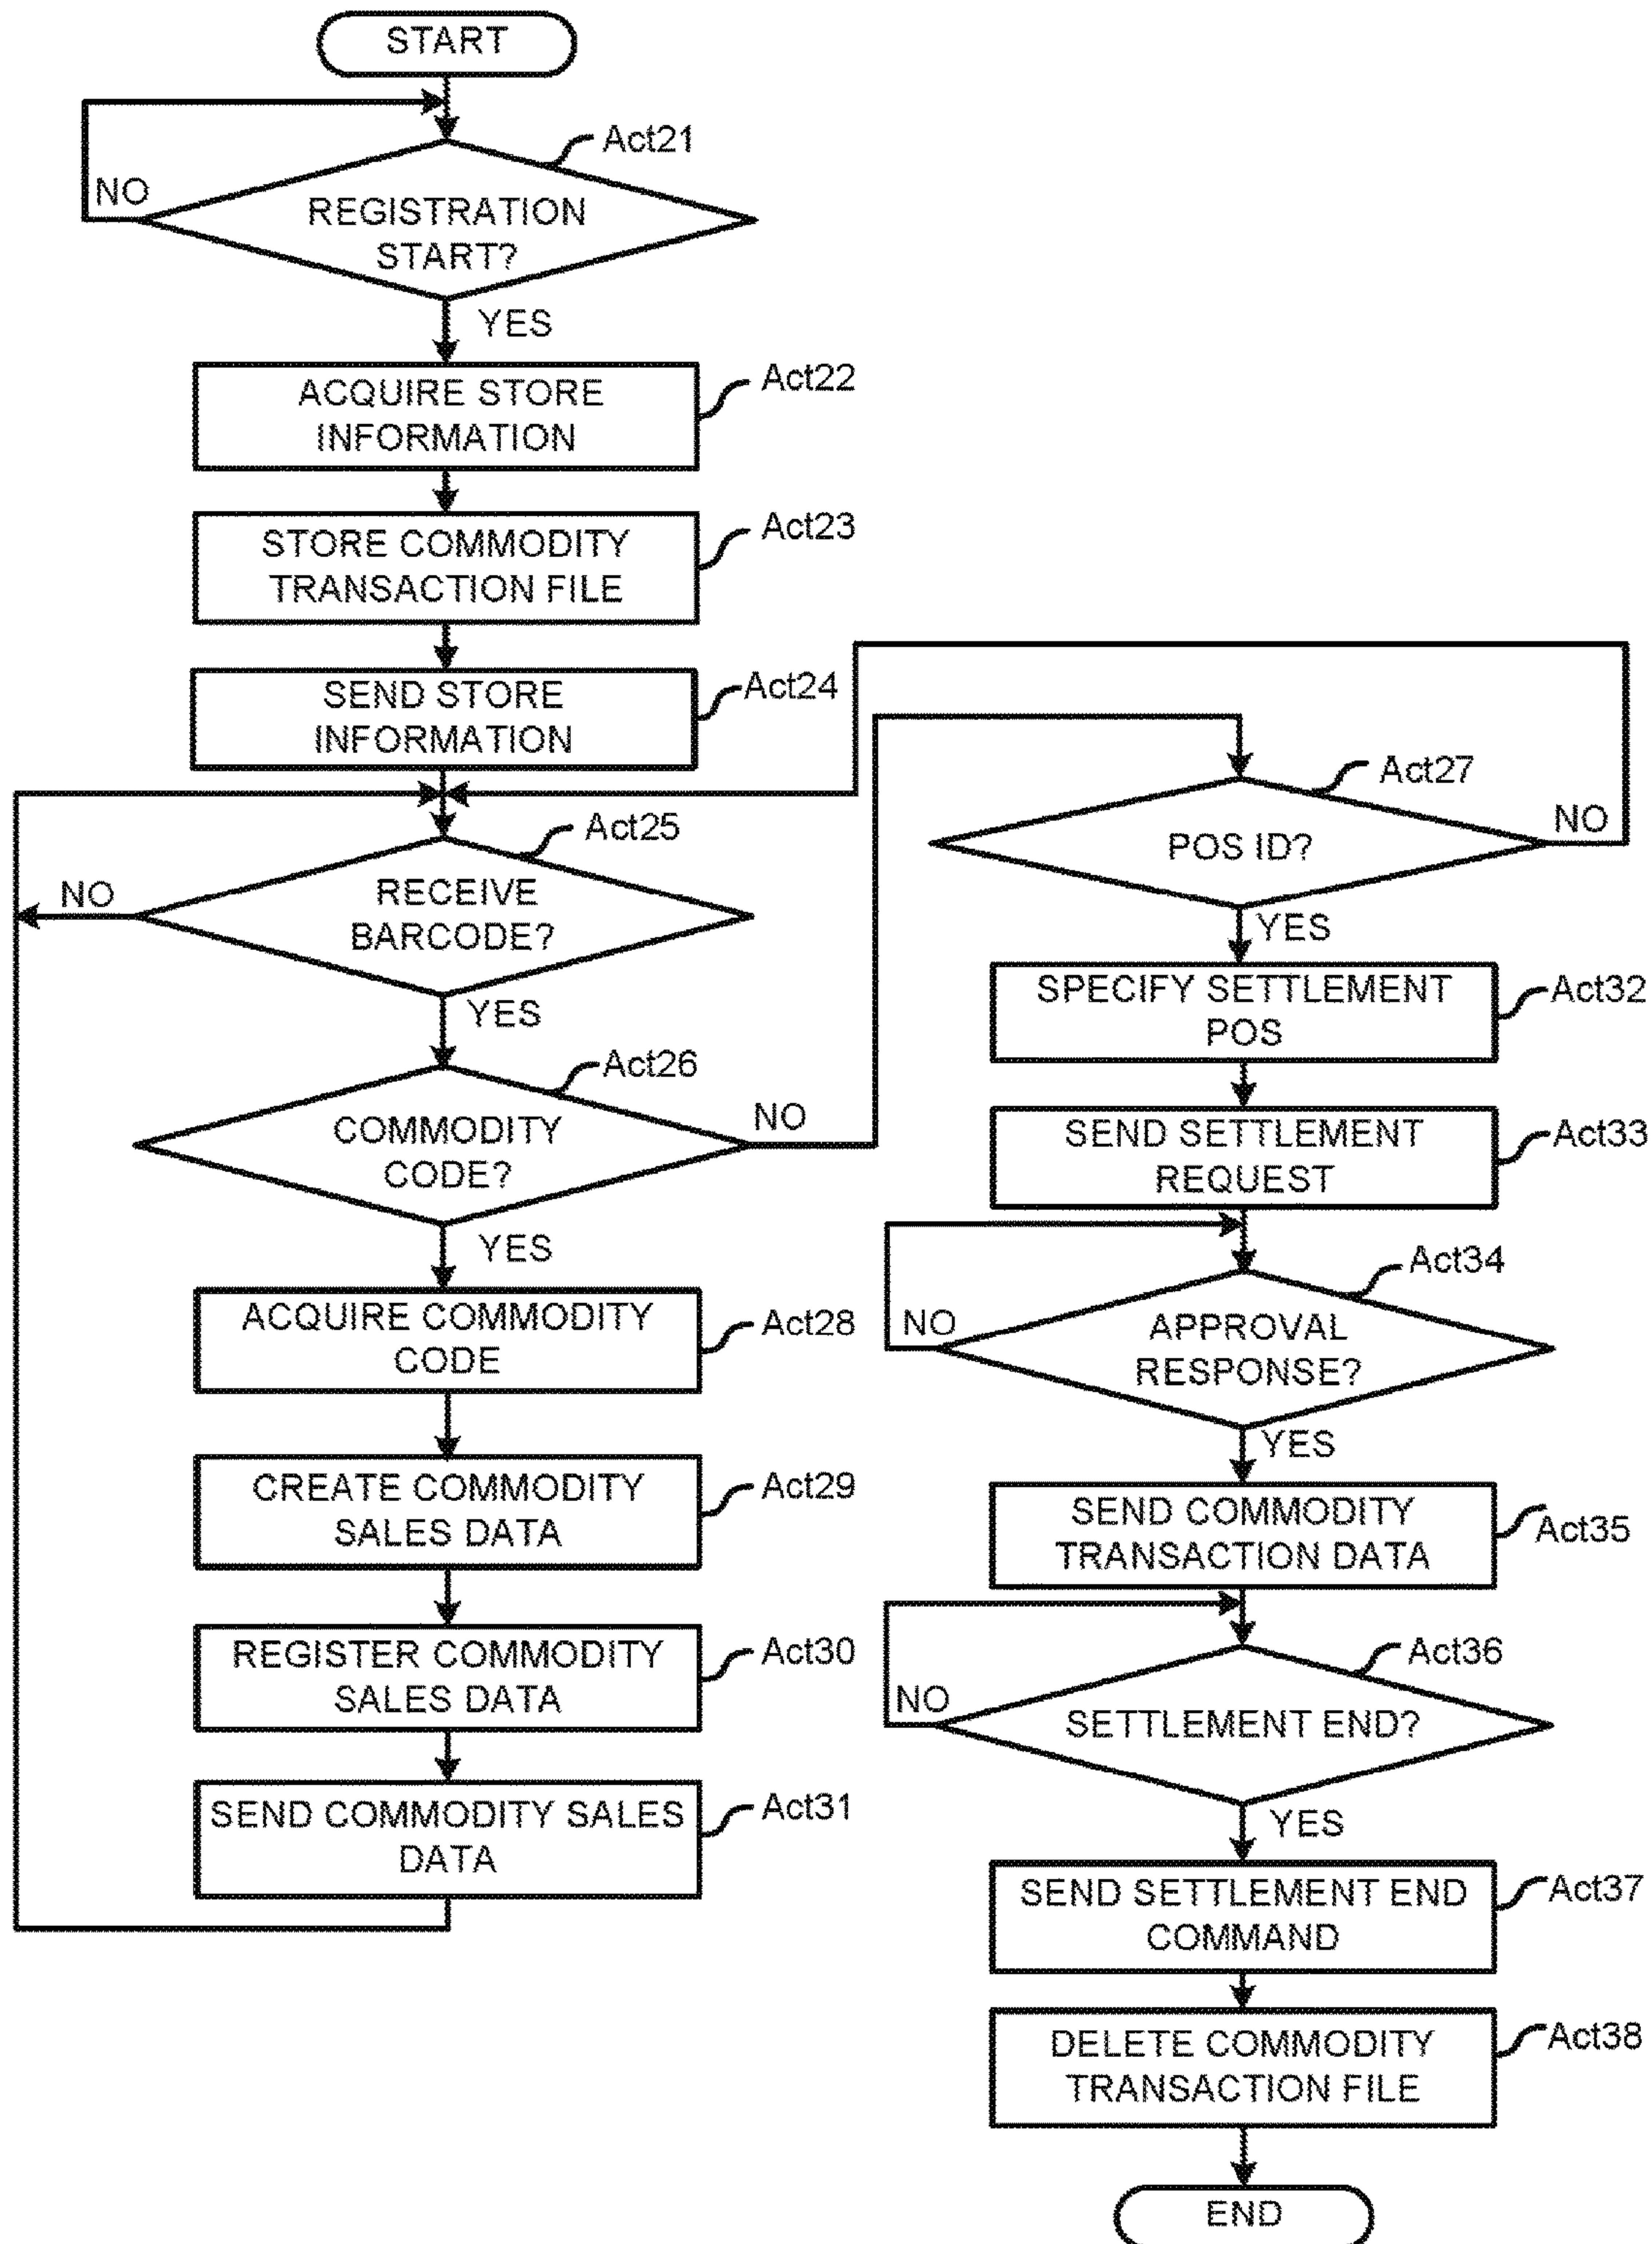 START
Act21
NO
REGISTRATION
START?
YES
Act22
ACQUIRE STORE
INFORMATION
Act23
STORE COMMODITY
TRANSACTION FILE
Act24
SEND STORE
INFORMATION
Act25
NO
RECEIVE
BARCODE?
YES
Act26
NO
COMMODITY
CODE?
YES
Act28
ACQUIRE COMMODITY
CODE
Act29
CREATE COMMODITY
SALES DATA
Act30
REGISTER COMMODITY
SALES DATA
Act31
SEND COMMODITY SALES
DATA
Act27
NO
POS ID?
YES
Act32
SPECIFY SETTLEMENT
POS
Act33
SEND SETTLEMENT
REQUEST
Act34
NO
APPROVAL
RESPONSE?
YES
SEND COMMODITY
TRANSACTION DATA
Act35
Act36
NO
SETTLEMENT END?
YES
Act37
SEND SETTLEMENT END
COMMAND
Act38
DELETE COMMODITY
TRANSACTION FILE
END